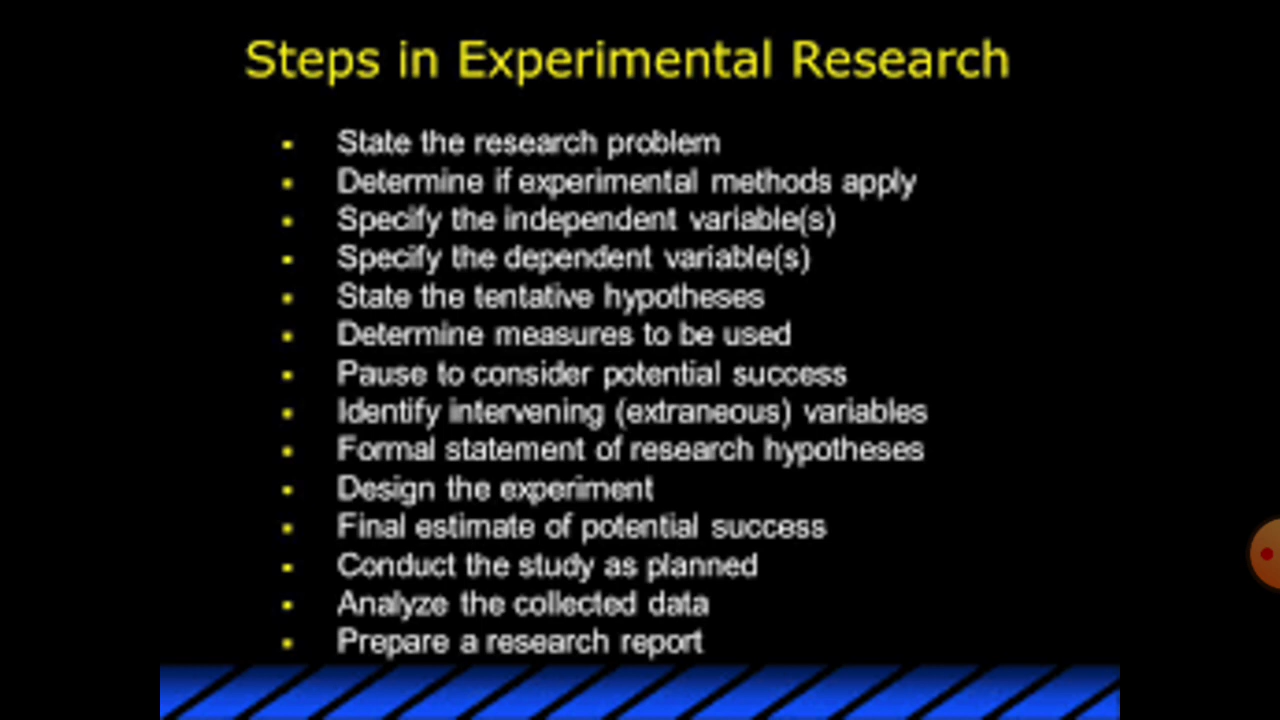 Steps in Experimental Research
State the research problem
Determine if experimental methods apply
Specify the independent variable(s)
Specify the dependent variable(s)
State the tentative hypotheses
Determine measures to be used
Pause to consider potential success
Identify intervening (extraneous) variables
Formal statement of research hypotheses
Design the experiment
Final estimate of potential success
Conduct the study as planned
Analyze the collected data
Prepare a research report